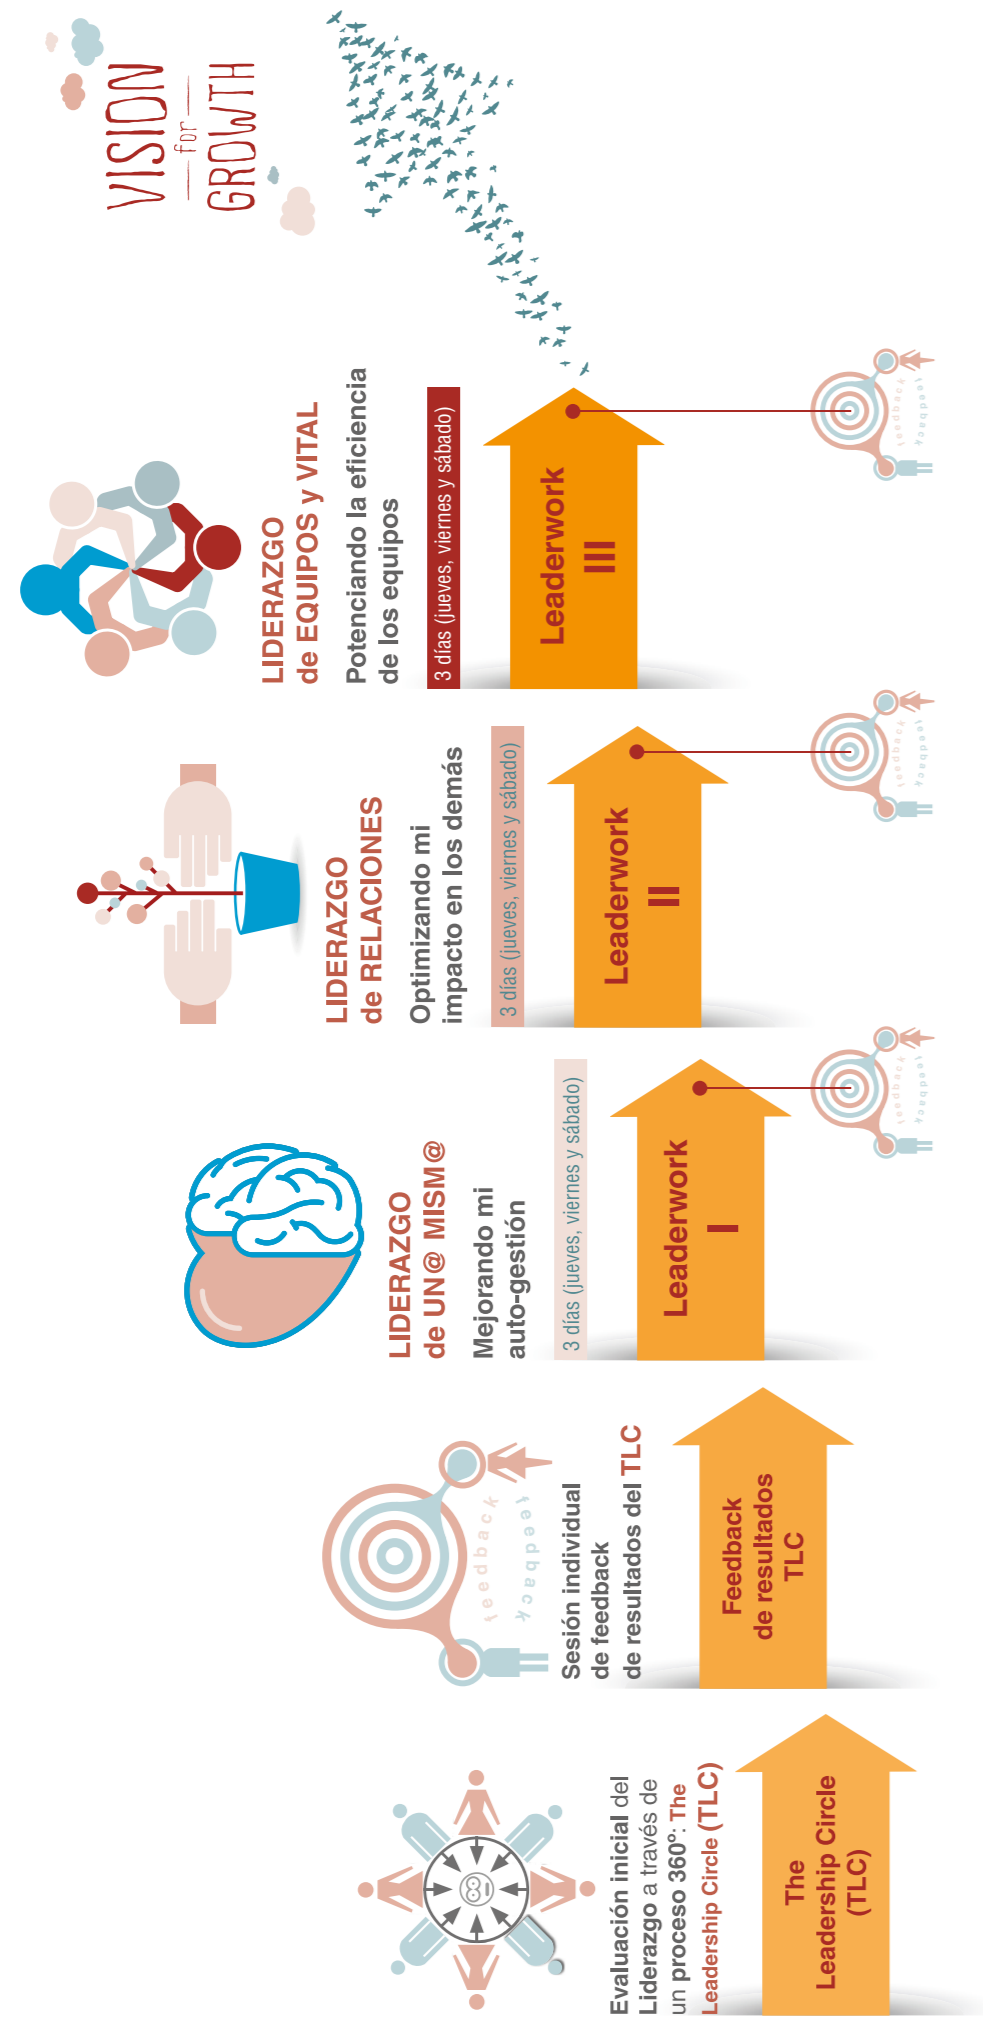 Evaluación inicial del
Liderazgo a través de
un proceso 360º: The
Leadership Circle (TLC)
The
Leadership Circle
(TLC)
feedback
feedback
Sesión individual
de feedback
de resultados del TLC
Feedback
de resultados
TLC
LIDERAZGO
de UN@ MISM@
Mejorando mi
auto-gestión
3 días (jueves, viernes y sábado)
Leaderwork
I
feedback
feedback
LIDERAZGO
de RELACIONES
Optimizando mi
impacto en los demás
3 días (jueves, viernes y sábado)
Leaderwork
II
feedback
feedback
LIDERAZGO
de EQUIPOS y VITAL
Potenciando la eficiencia
de los equipos
3 días (jueves, viernes y sábado)
Leaderwork
III
feedback
feedback
VISION
for
GROWTH